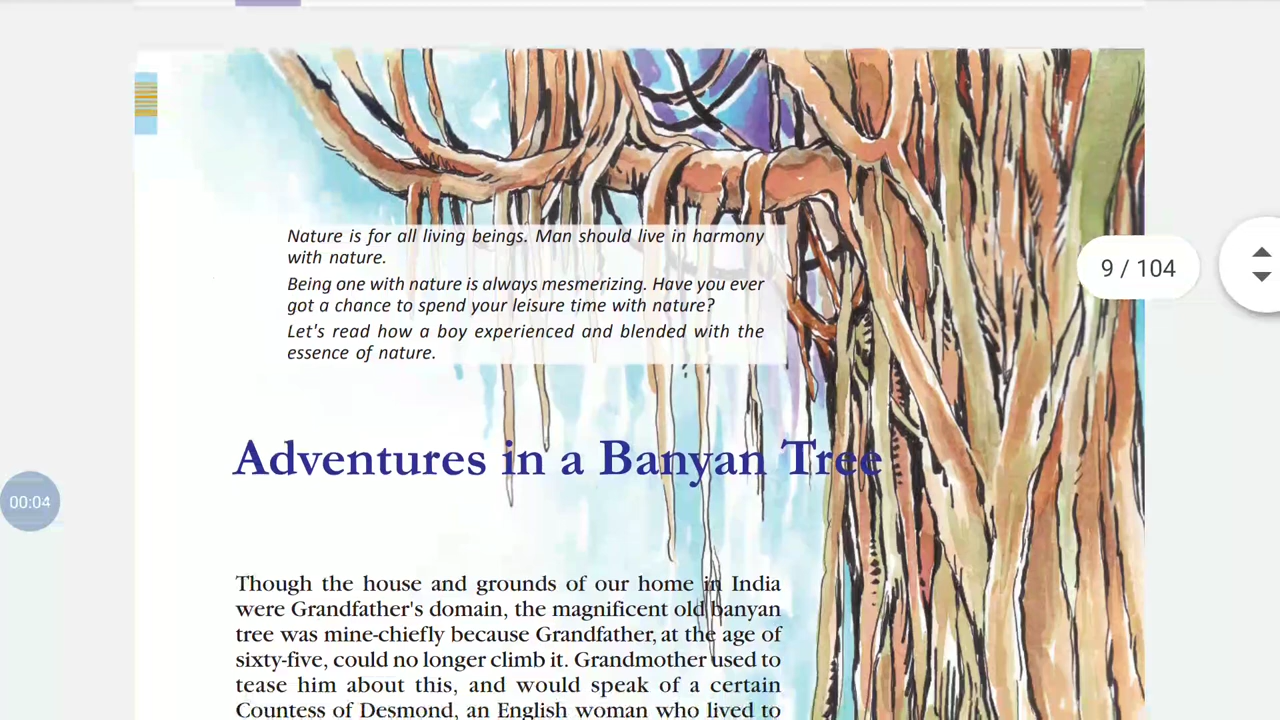 Nature is for all living beings. Man should live in harmony
with nature.
Being one with nature is always mesmerizing. Have you ever
got a chance to spend your leisure time with nature?
Let's read how a boy experienced and blended with the
essence of nature.
9 / 104
Adventures in a Banyan Tree
00:04
Though the house and grounds of our home in India
were Grandfather's domain, the magnificent old banyan
tree was mine-chiefly because Grandfather, at the age of
sixty-five, could no longer climb it. Grandmother used to
tease him about this, and would speak of a certain
Countess of Desmond, an English woman who lived to